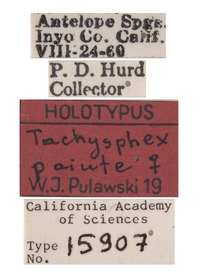 Antelope Spgs.
Inyo Co. Calif.
VIII-24-60
P. D. Hurd
Collector
HOLOTYPUS
Tachysphex
paiute ♀
W.J. Pulawski 19
California Academy
of Sciences
Type
No. 15907